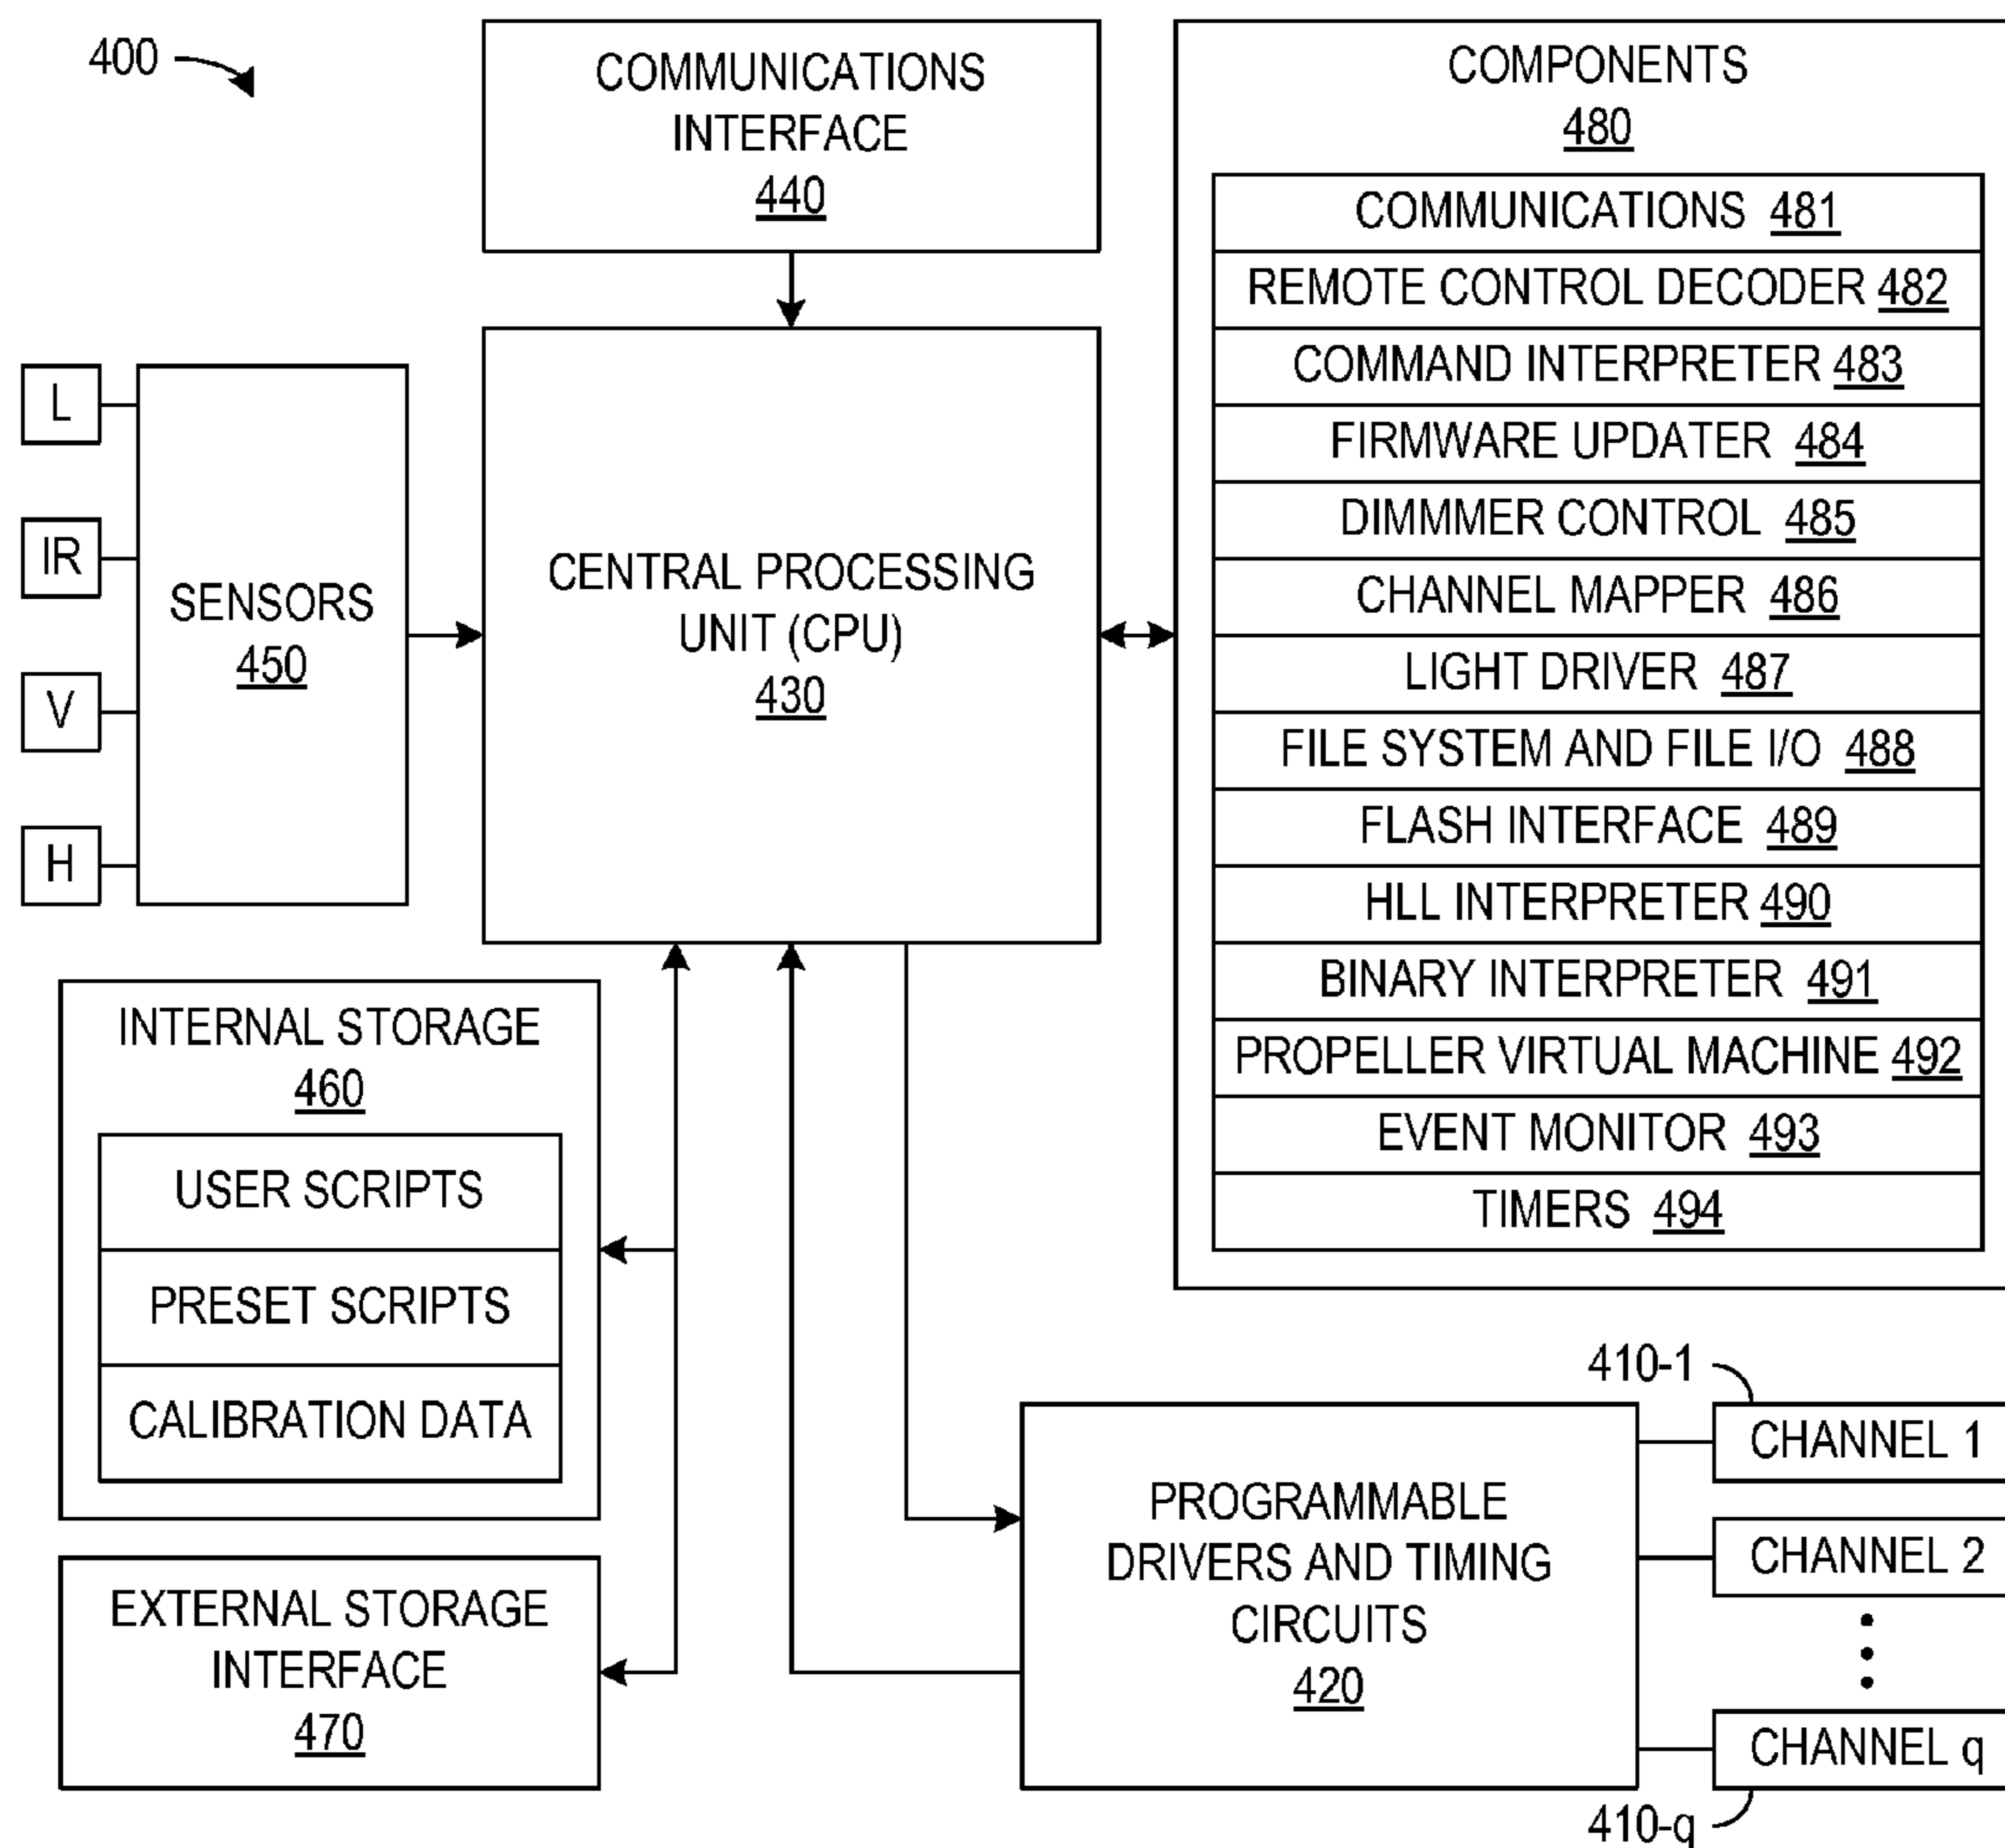 400
COMMUNICATIONS
INTERFACE
440
COMPONENTS
480
COMMUNICATIONS 481
REMOTE CONTROL DECODER 482
COMMAND INTERPRETER 483
FIRMWARE UPDATER 484
DIMMMER CONTROL 485
CHANNEL MAPPER 486
LIGHT DRIVER 487
FILE SYSTEM AND FILE I/O 488
FLASH INTERFACE 489
HLL INTERPRETER 490
BINARY INTERPRETER 491
PROPELLER VIRTUAL MACHINE 492
EVENT MONITOR 493
TIMERS 494
L
IR
V
H
SENSORS
450
CENTRAL PROCESSING
UNIT (CPU)
430
INTERNAL STORAGE
460
USER SCRIPTS
PRESET SCRIPTS
CALIBRATION DATA
EXTERNAL STORAGE
INTERFACE
470
PROGRAMMABLE
DRIVERS AND TIMING
CIRCUITS
420
410-1
CHANNEL 1
CHANNEL 2
CHANNEL q
410-q